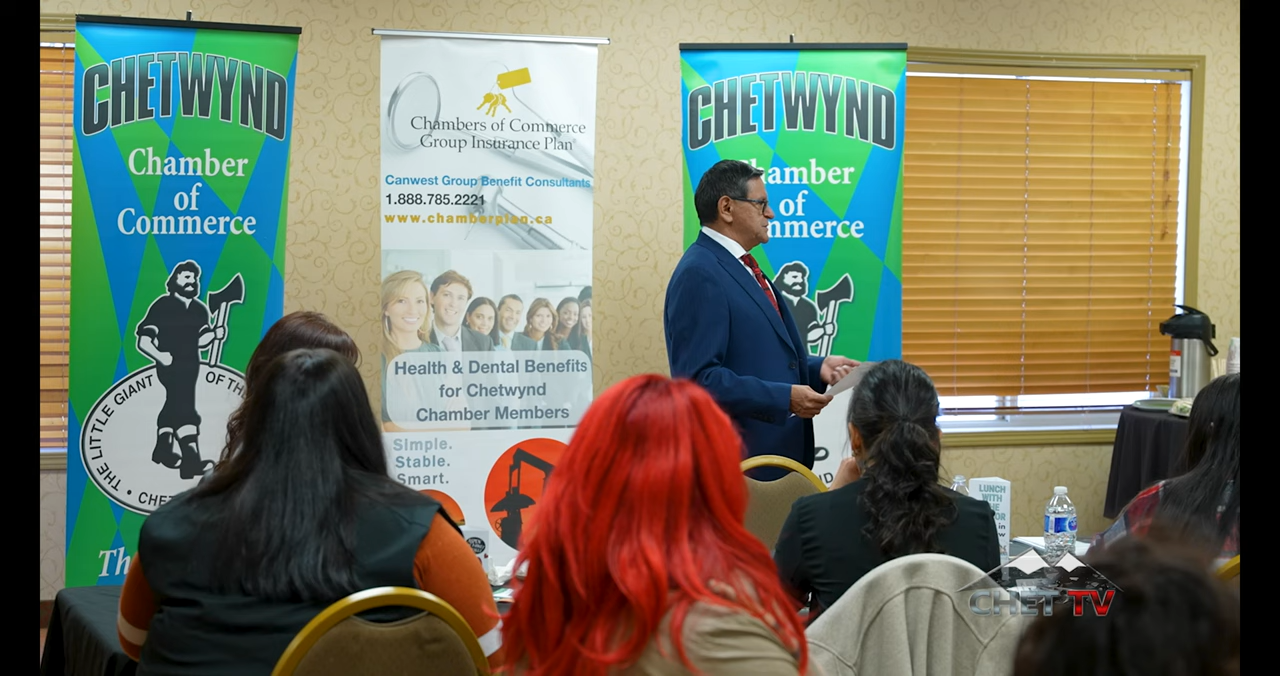 CHETWYND
Chamber
of
Commerce
THE LITTLE GIANT OF TH
CHET
Th
Chambers of Commerce
Group Insurance Plan®
Canwest Group Benefit Consultants
1.888.785.2221
www.chamberplan.ca
Health & Dental Benefits
for Chetwynd
Chamber Members
Simple.
Stable.
Smart.
CHETWYND
hamber
of
mmerce
LUNCH
WITH
CHET TV